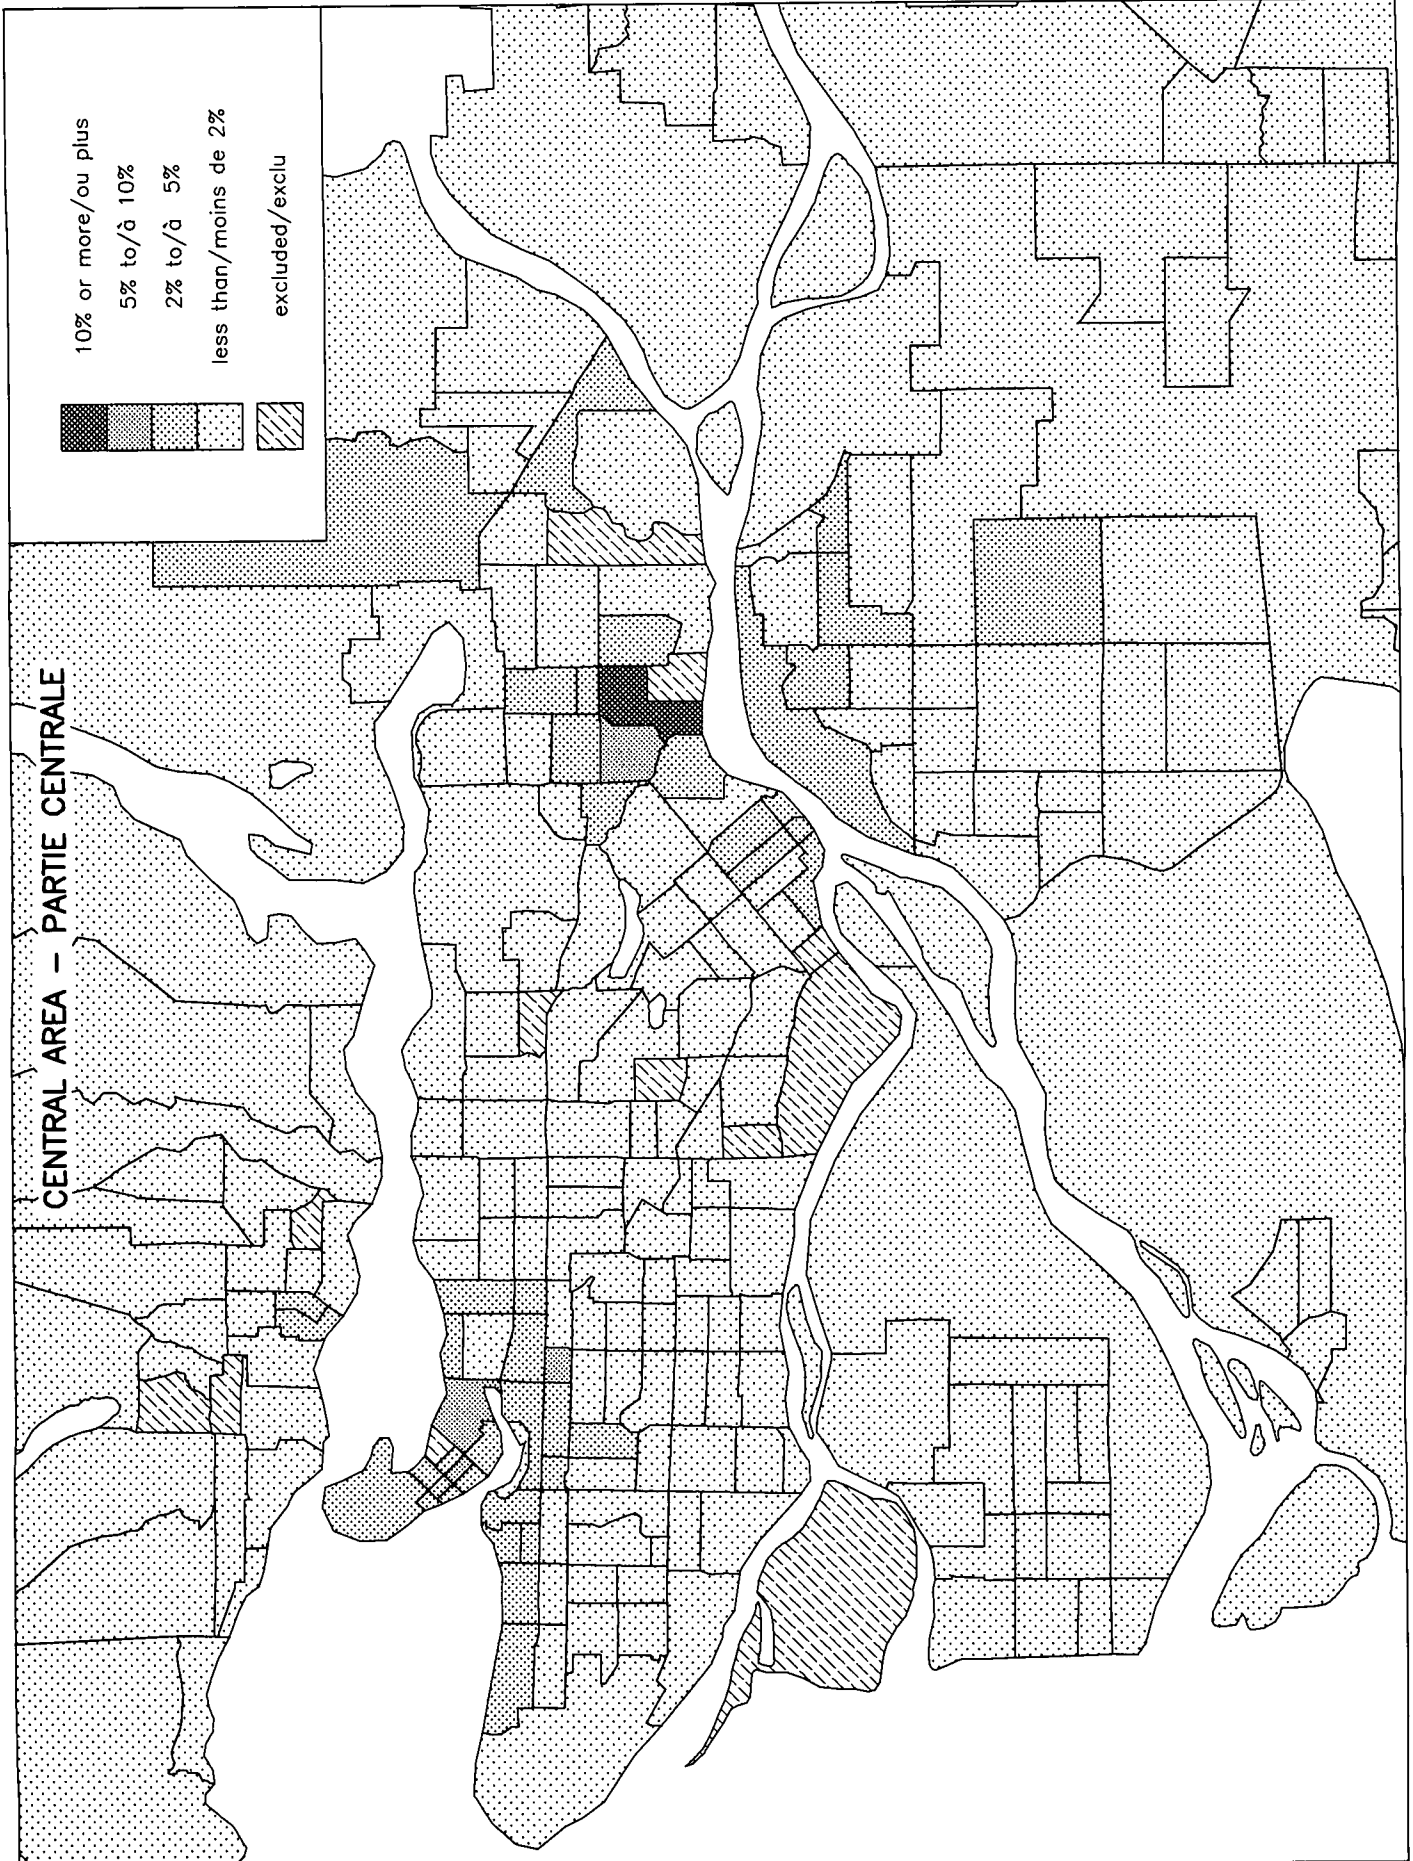 CENTRAL AREA – PARTIE CENTRALE
10% or more/ou plus
5% to/à 10%
2% to/à 5%
less than/moins de 2%
excluded/exclu